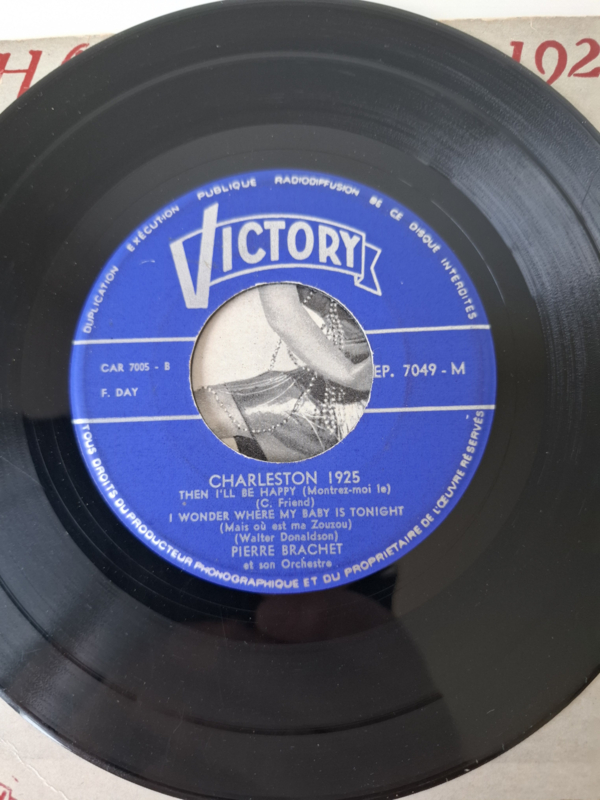 H
192
DUPLICATION EXÉCUTION PUBLIQUE RADIODIFFUSION DE CE DISQUE INTERDITES
VICTORY
CAR 7005 - B
F. DAY
EP. 7049 - M
CHARLESTON 1925
THEN I'LL BE HAPPY (Montrez-moi le)
(C. Friend)
I WONDER WHERE MY BABY IS TONIGHT
(Mais où est ma Zouzou)
(Walter Donaldson)
PIERRE BRACHET
et son Orchestre
TOUS DROITS DU PRODUCTEUR PHONOGRAPHIQUE ET DU PROPRIETAIRE DE L'ŒUVRE RÉSERVÉS